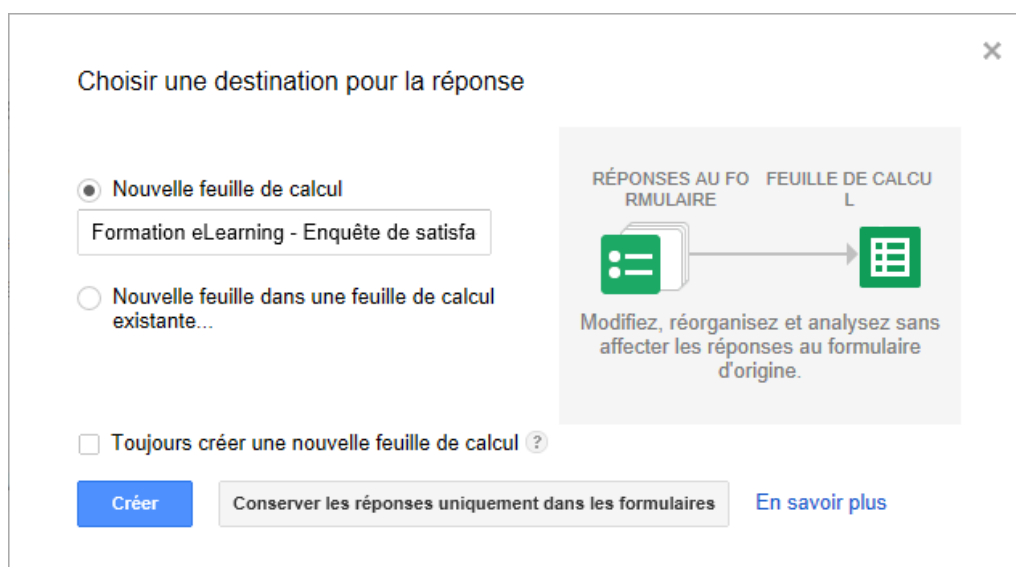 Choisir une destination pour la réponse
Nouvelle feuille de calcul
Formation eLearning - Enquête de satisfa
Nouvelle feuille dans une feuille de calcul
existante...
RÉPONSES AU FO
RMULAIRE
FEUILLE DE CALCU
L
Modifiez, réorganisez et analysez sans
affecter les réponses au formulaire
d'origine.
Toujours créer une nouvelle feuille de calcul ?
Créer
Conserver les réponses uniquement dans les formulaires
En savoir plus